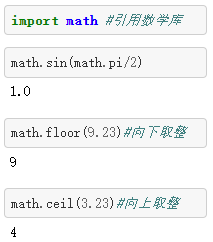 import math #引用数学库
math.sin(math.pi/2)
1.0
math.floor(9.23)#向下取整
9
math.ceil(3.23)#向上取整
4